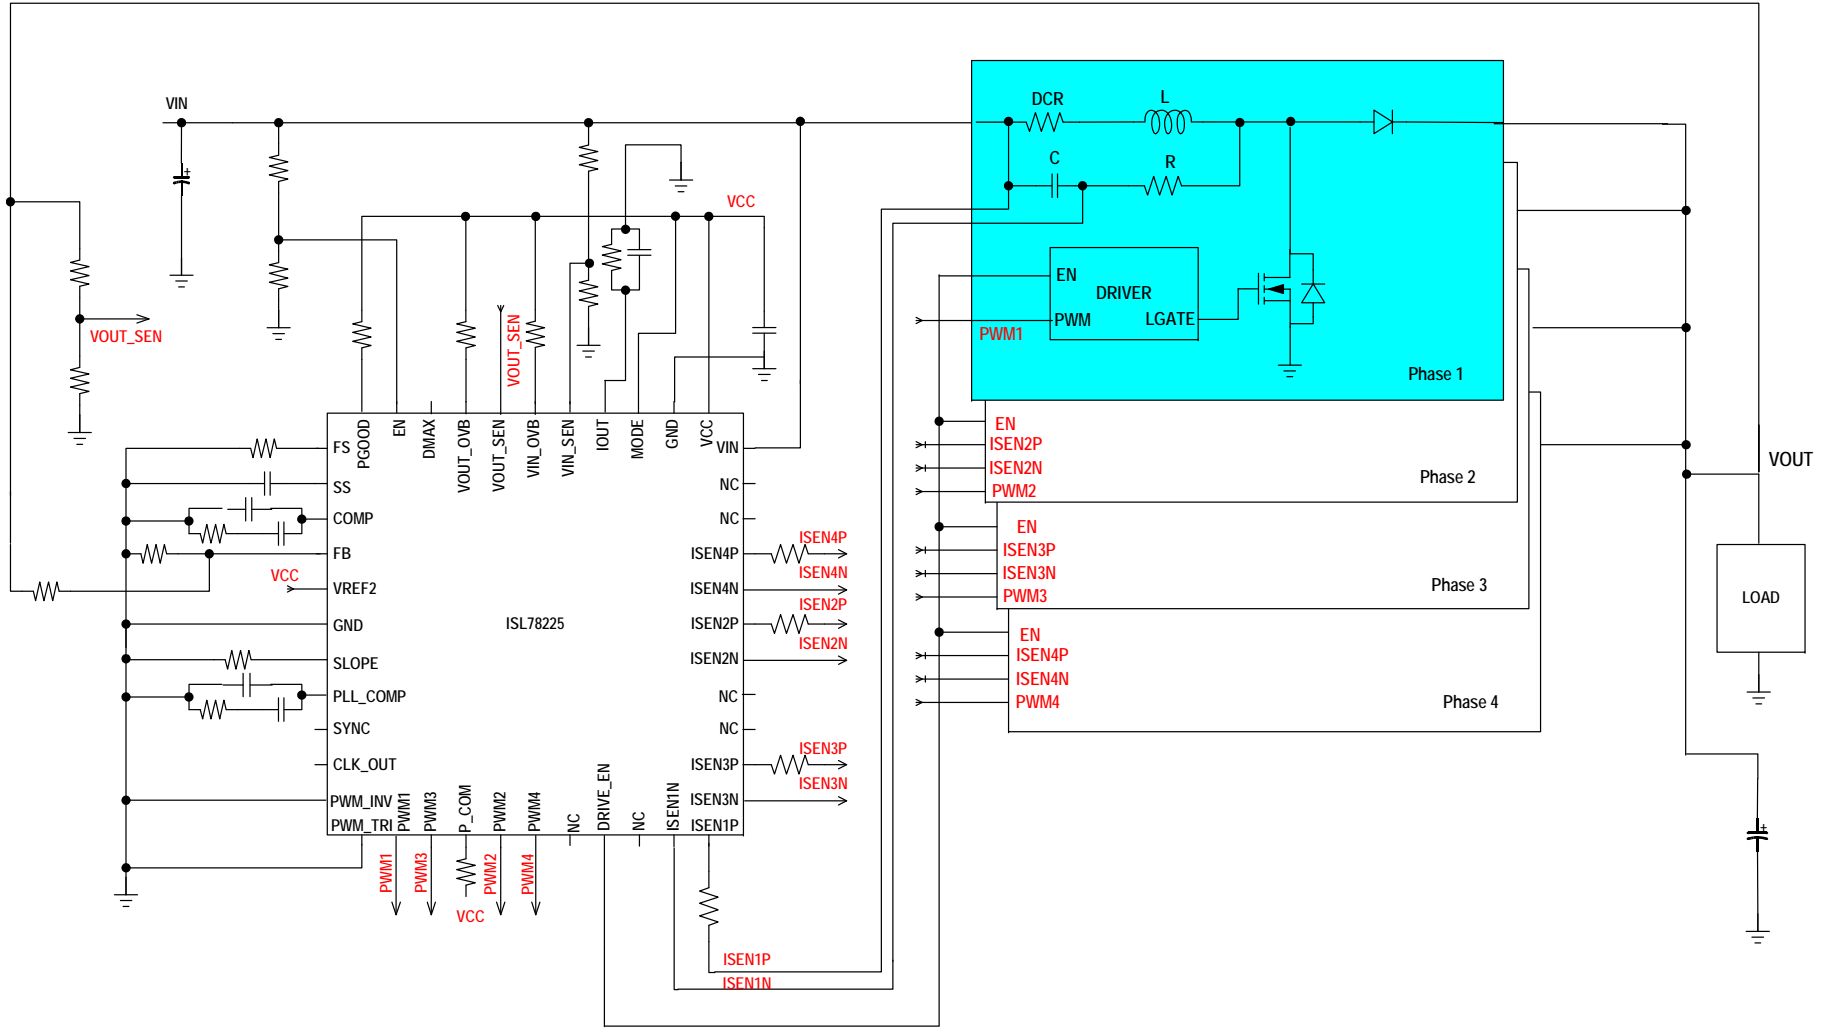 VIN
DCR
L
C
R
VCC
EN
DRIVER
PWM
LGATE
PWM1
Phase 1
VOUT_SEN
VOUT_SEN
FS
SS
COMP
FB
VCC
VREF2
GND
SLOPE
PLL_COMP
SYNC
CLK_OUT
PWM_INV
PWM_TRI
PGOOD
EN
DMAX
VOUT_OVB
VOUT_SEN
VIN_OVB
VIN_SEN
IOUT
MODE
GND
VCC
VIN
NC
NC
ISEN4P
ISEN4N
ISEN2P
ISEN2N
NC
NC
ISEN3P
ISEN3N
ISL78225
PWM1
PWM3
P_COM
PWM2
PWM4
NC
DRIVE_EN
NC
ISEN1N
ISEN1P
ISEN4P
ISEN4N
ISEN2P
ISEN2N
ISEN3P
ISEN3N
PWM1
PWM3
VCC
PWM2
PWM4
ISEN1P
ISEN1N
EN
ISEN2P
ISEN2N
PWM2
Phase 2
EN
ISEN3P
ISEN3N
PWM3
Phase 3
EN
ISEN4P
ISEN4N
PWM4
Phase 4
VOUT
LOAD
+
+